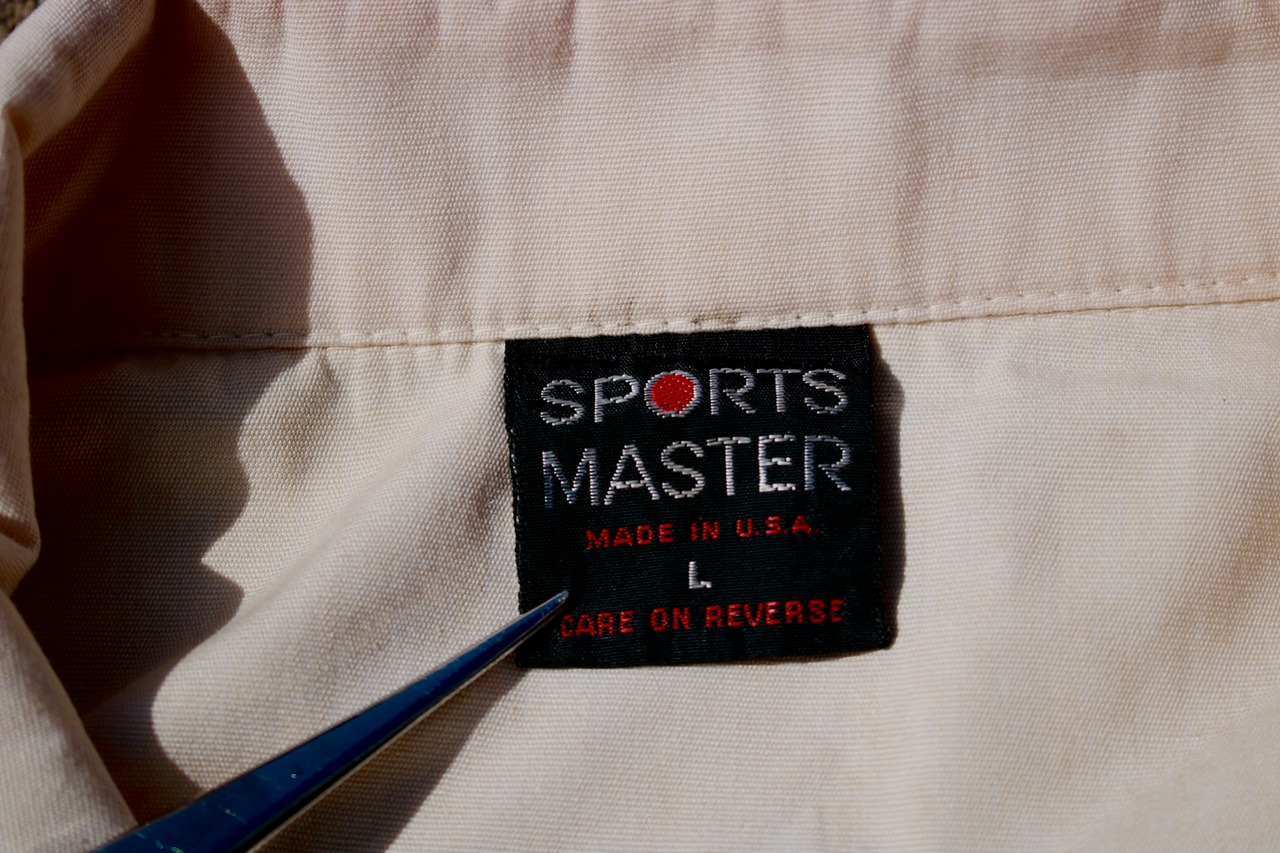 SPORTS
MASTER
MADE IN U.S.A.
L
CARE ON REVERSE